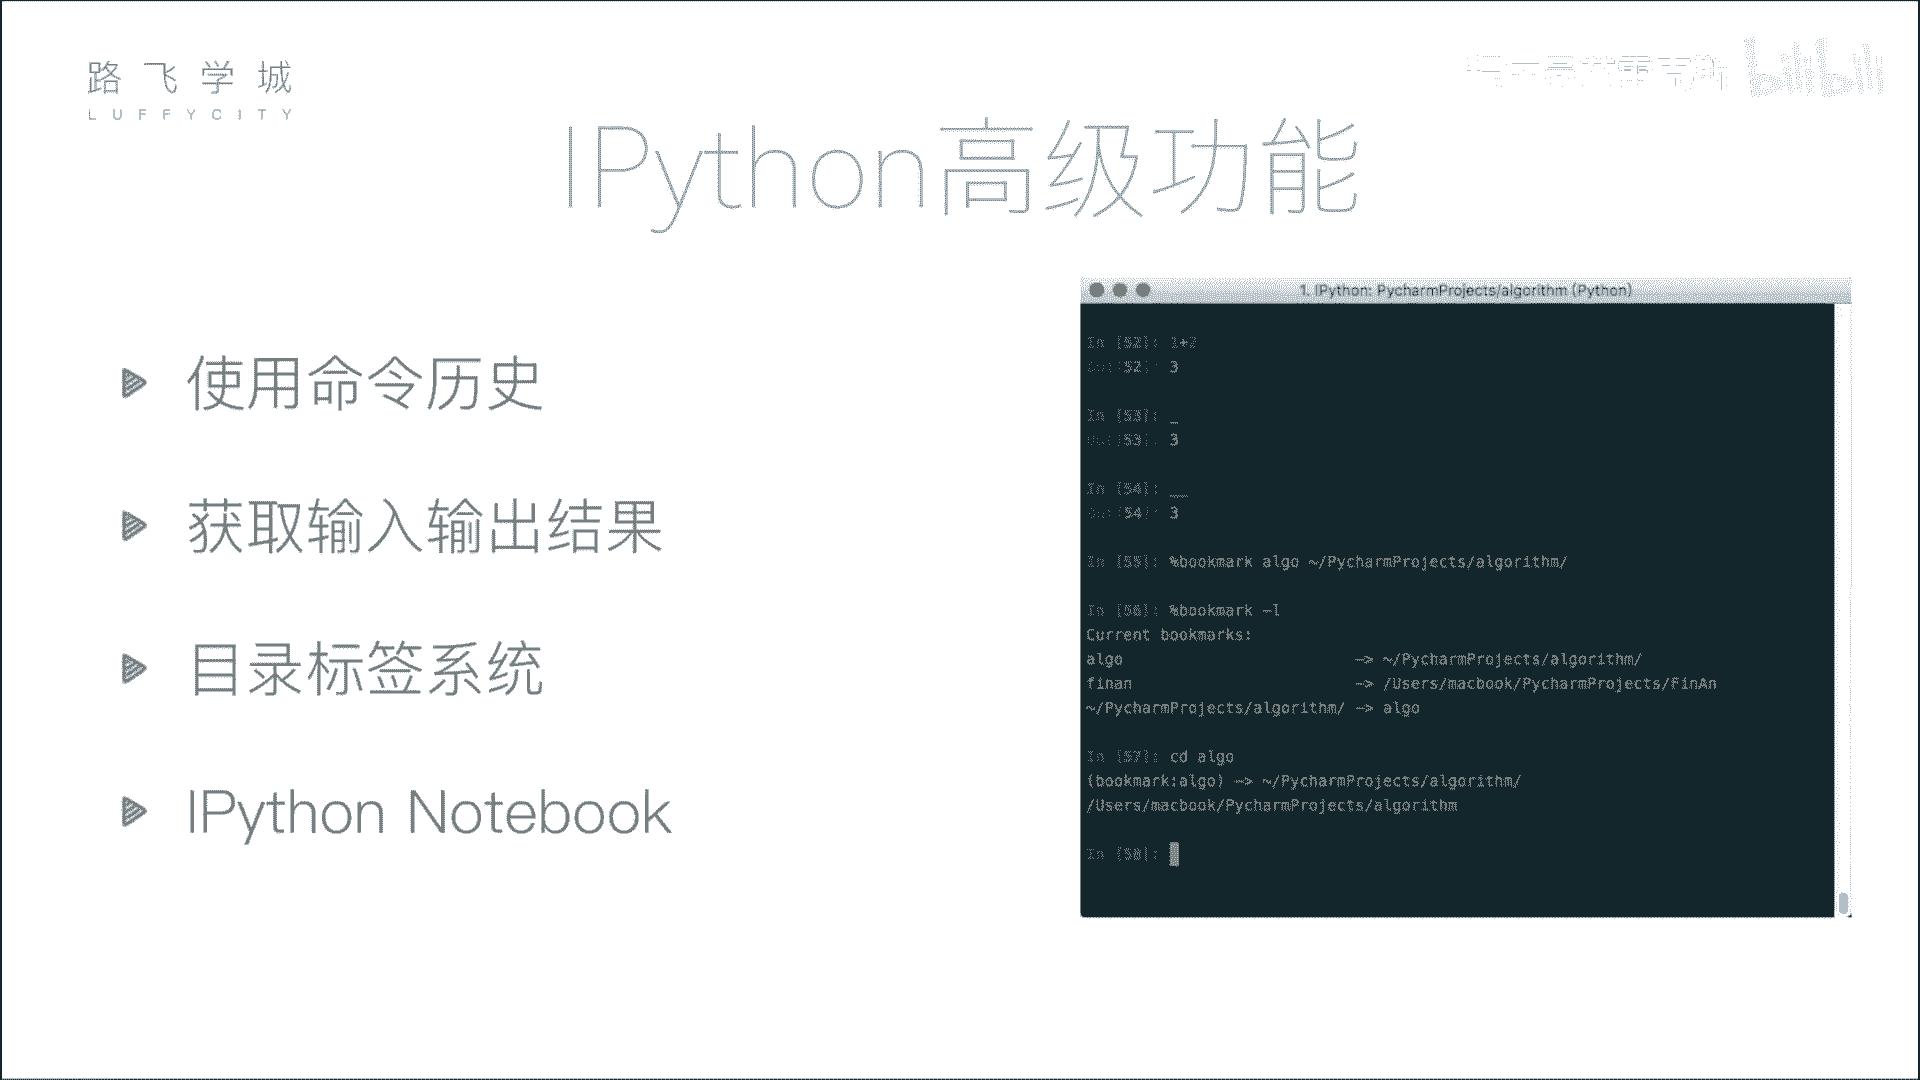 路飞学城
LUFFYCITY
IPython高级功能
使用命令历史
获取输入输出结果
目录标签系统
IPython Notebook
bilibili
1. IPython: PycharmProjects/algorithm (Python)
In [52]: 1+2
Out[52]: 3
In [53]: _
Out[53]: 3
In [54]: __
Out[54]: 3
In [55]: %bookmark algo ~/PycharmProjects/algorithm/
In [56]: %bookmark -l
Current bookmarks:
algo -> ~/PycharmProjects/algorithm/
finan -> /Users/macbook/PycharmProjects/FinAn
~/PycharmProjects/algorithm/ -> algo
In [57]: cd algo
(bookmark:algo) -> ~/PycharmProjects/algorithm/
/Users/macbook/PycharmProjects/algorithm
In [58]: